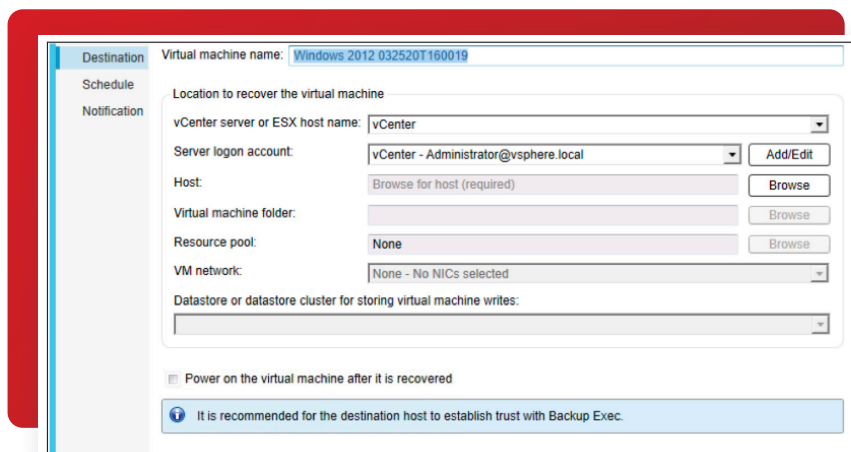 Destination
Schedule
Notification
Virtual machine name: Windows 2012 032520T160019
Location to recover the virtual machine
vCenter server or ESX host name: vCenter
Server logon account: vCenter - Administrator@vsphere.local Add/Edit
Host: Browse for host (required) Browse
Virtual machine folder: Browse
Resource pool: None Browse
VM network: None - No NICs selected
Datastore or datastore cluster for storing virtual machine writes:
Power on the virtual machine after it is recovered
It is recommended for the destination host to establish trust with Backup Exec.